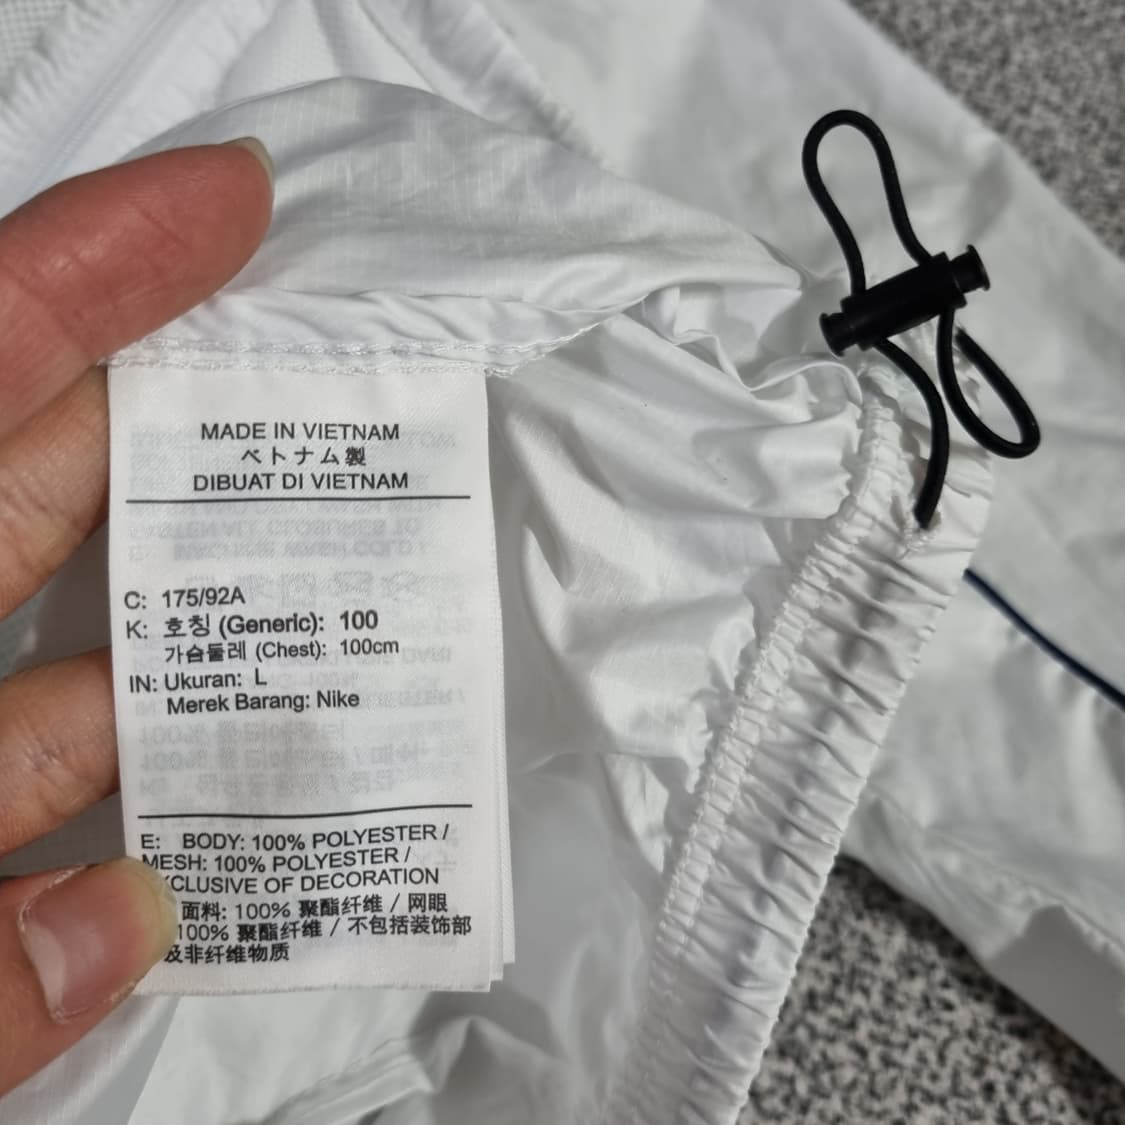 MADE IN VIETNAM
ベトナム製
DIBUAT DI VIETNAM
C: 175/92A
K: 호칭 (Generic): 100
가슴둘레 (Chest): 100cm
IN: Ukuran: L
Merek Barang: Nike
E: BODY: 100% POLYESTER /
MESH: 100% POLYESTER /
XCLUSIVE OF DECORATION
面料: 100% 聚酯纤维 / 网眼
100% 聚酯纤维 / 不包括装饰部
及非纤维物质